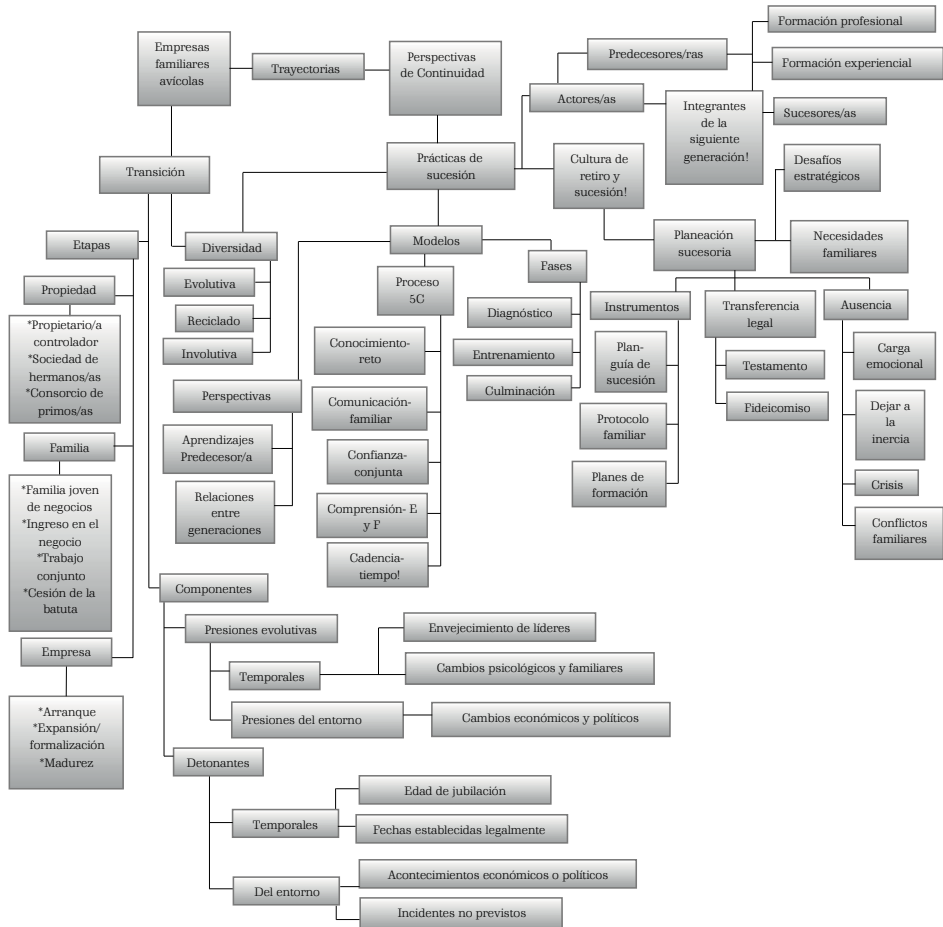 Empresas
familiares
avícolas
Trayectorias
Perspectivas
de Continuidad
Predecesores/ras
Formación profesional
Formación experiencial
Actores/as
Integrantes
de la
siguiente
generación!
Sucesores/as
Transición
Prácticas de
sucesión
Cultura de
retiro y
sucesión!
Desafíos
estratégicos
Etapas
Diversidad
Modelos
Planeación
sucesoria
Necesidades
familiares
Evolutiva
Reciclado
Involutiva
Proceso
5C
Fases
Propiedad
*Propietario/a
controlador
*Sociedad de
hermanos/as
*Consorcio de
primos/as
Diagnóstico
Entrenamiento
Culminación
Instrumentos
Transferencia
legal
Ausencia
Conocimiento-
reto
Comunicación-
familiar
Confianza-
conjunta
Comprensión- E
y F
Cadencia-
tiempo!
Plan-
guía de
sucesión
Protocolo
familiar
Planes de
formación
Testamento
Fideicomiso
Carga
emocional
Dejar a
la
inercia
Crisis
Conflictos
familiares
Perspectivas
Aprendizajes
Predecesor/a
Relaciones
entre
generaciones
Familia
*Familia joven
de negocios
*Ingreso en el
negocio
*Trabajo
conjunto
*Cesión de la
batuta
Empresa
*Arranque
*Expansión/
formalización
*Madurez
Componentes
Presiones evolutivas
Temporales
Envejecimiento de líderes
Cambios psicológicos y familiares
Presiones del entorno
Cambios económicos y políticos
Detonantes
Temporales
Edad de jubilación
Fechas establecidas legalmente
Del entorno
Acontecimientos económicos o políticos
Incidentes no previstos